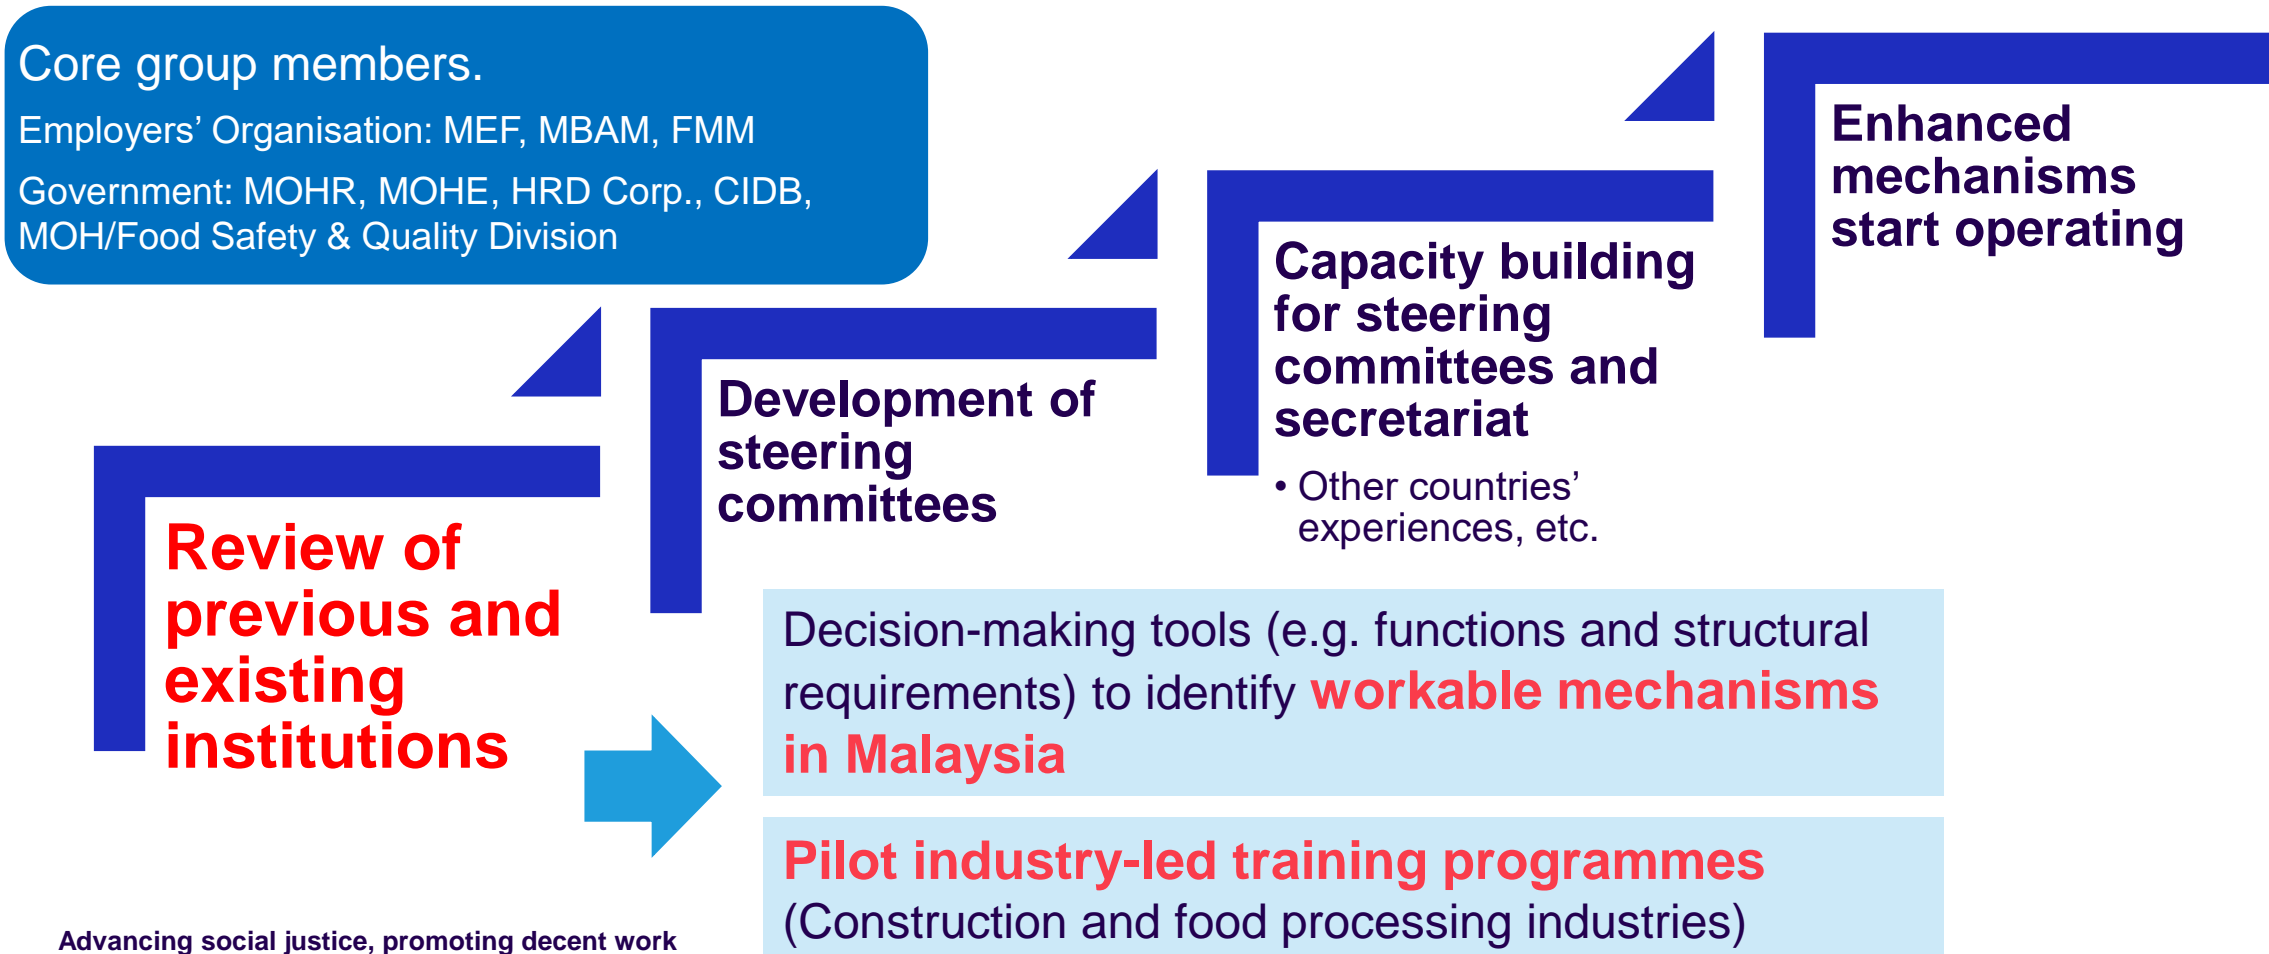 Core group members.
Employers’ Organisation: MEF, MBAM, FMM
Government: MOHR, MOHE, HRD Corp., CIDB,
MOH/Food Safety & Quality Division
Review of
previous and
existing
institutions
Development of
steering
committees
Capacity building
for steering
committees and
secretariat
• Other countries’
experiences, etc.
Enhanced
mechanisms
start operating
Decision-making tools (e.g. functions and structural
requirements) to identify workable mechanisms
in Malaysia
Pilot industry-led training programmes
(Construction and food processing industries)
Advancing social justice, promoting decent work